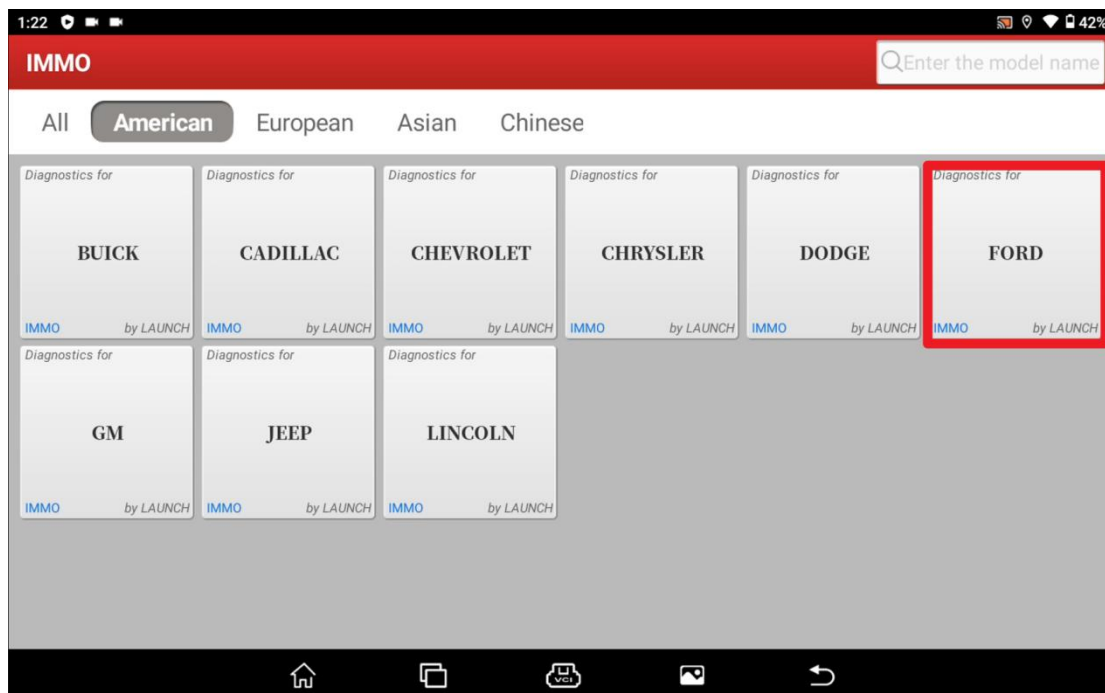 1:22 42%
IMMO Enter the model name
All American European Asian Chinese
Diagnostics for Diagnostics for Diagnostics for Diagnostics for Diagnostics for Diagnostics for
BUICK CADILLAC CHEVROLET CHRYSLER DODGE FORD
IMMO by LAUNCH IMMO by LAUNCH IMMO by LAUNCH IMMO by LAUNCH IMMO by LAUNCH IMMO by LAUNCH
Diagnostics for Diagnostics for Diagnostics for
GM JEEP LINCOLN
IMMO by LAUNCH IMMO by LAUNCH IMMO by LAUNCH
VCI